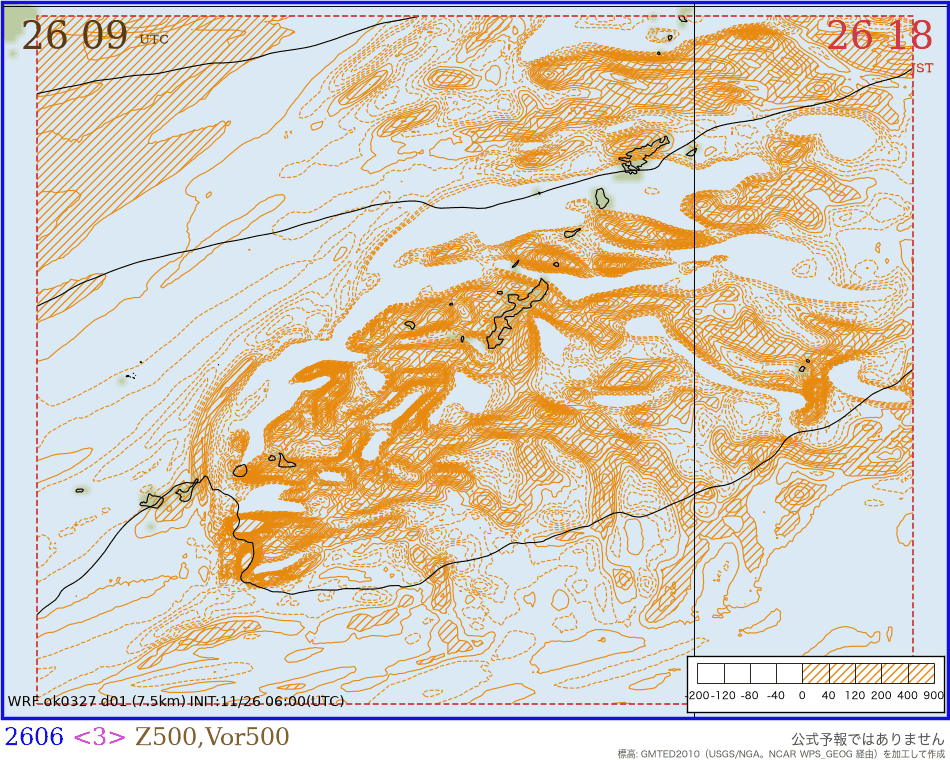 26 09 UTC
26 18
ST
WRF ok0327 d01 (7.5km) INIT:11/26 06:00(UTC)
-200 -120 -80 -40 0 40 120 200 400 900
2606 <3> Z500,Vor500
公式予報ではありません
標高: GMTED2010（USGS/NGA。NCAR WPS_GEOG 経由）を加工して作成